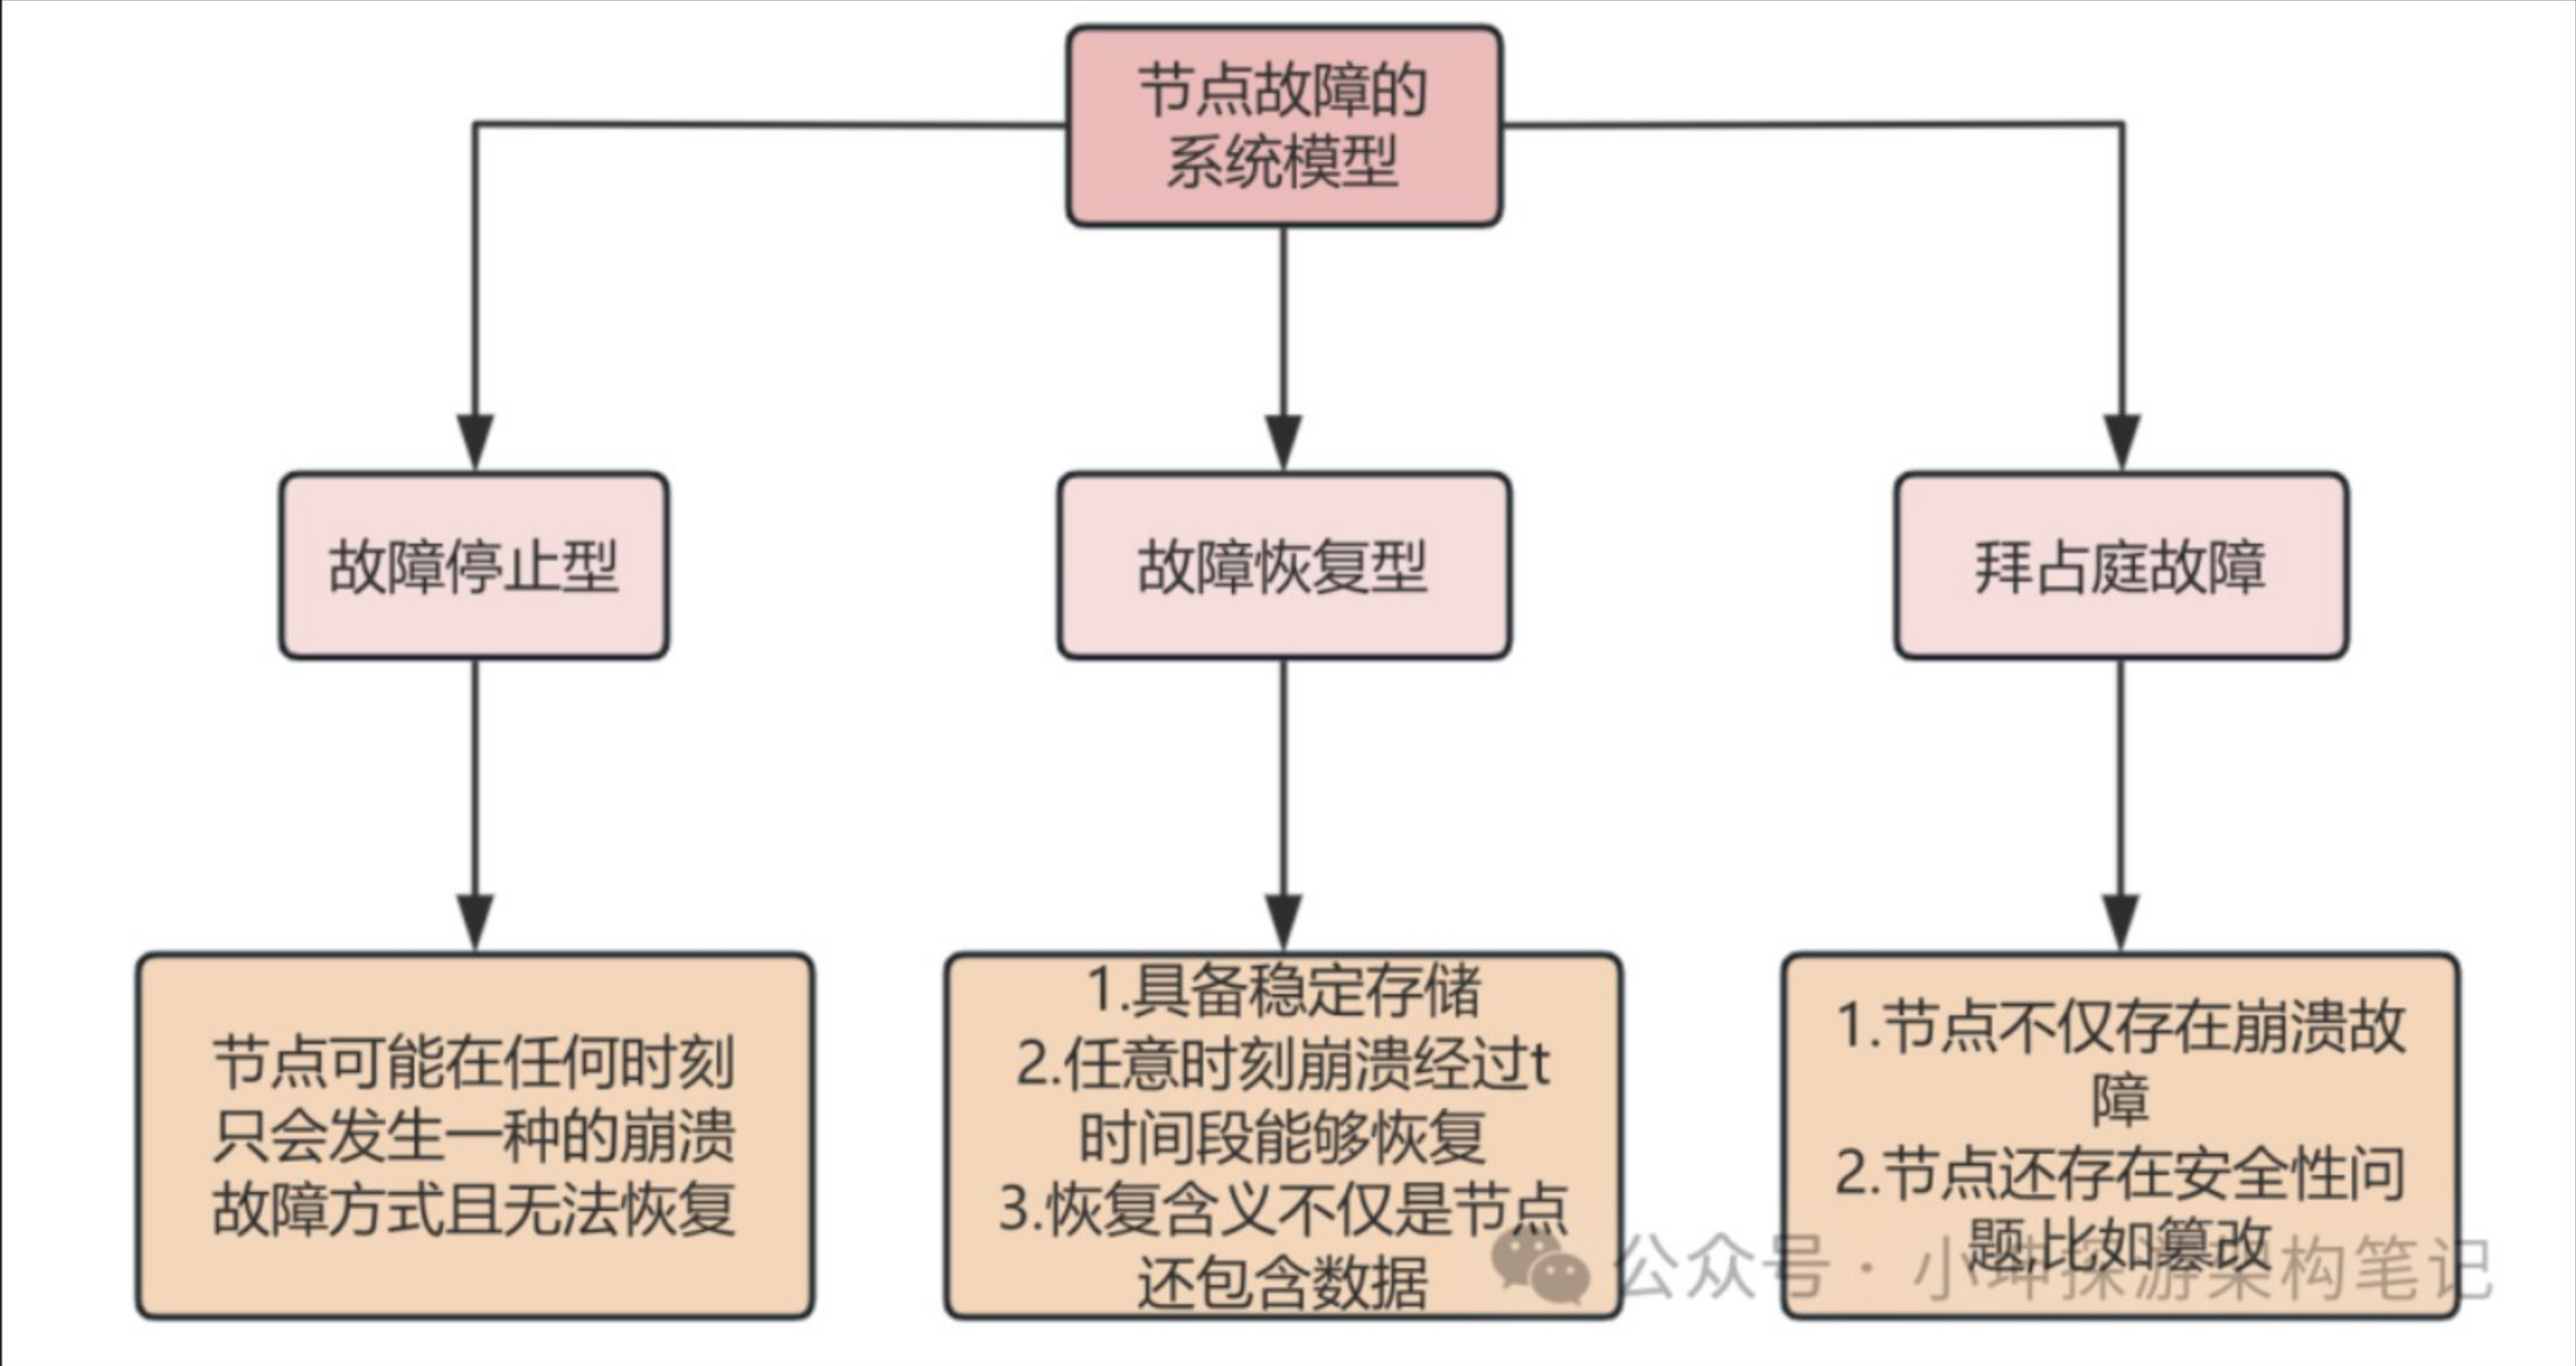 节点故障的
系统模型
故障停止型
故障恢复型
拜占庭故障
节点可能在任何时刻
只会发生一种的崩溃
故障方式且无法恢复
1.具备稳定存储
2.任意时刻崩溃经过t
时间段能够恢复
3.恢复含义不仅是节点
还包含数据
1.节点不仅存在崩溃故
障
2.节点还存在安全性问
题,比如篡改
公众号 · 小坤探游架构笔记